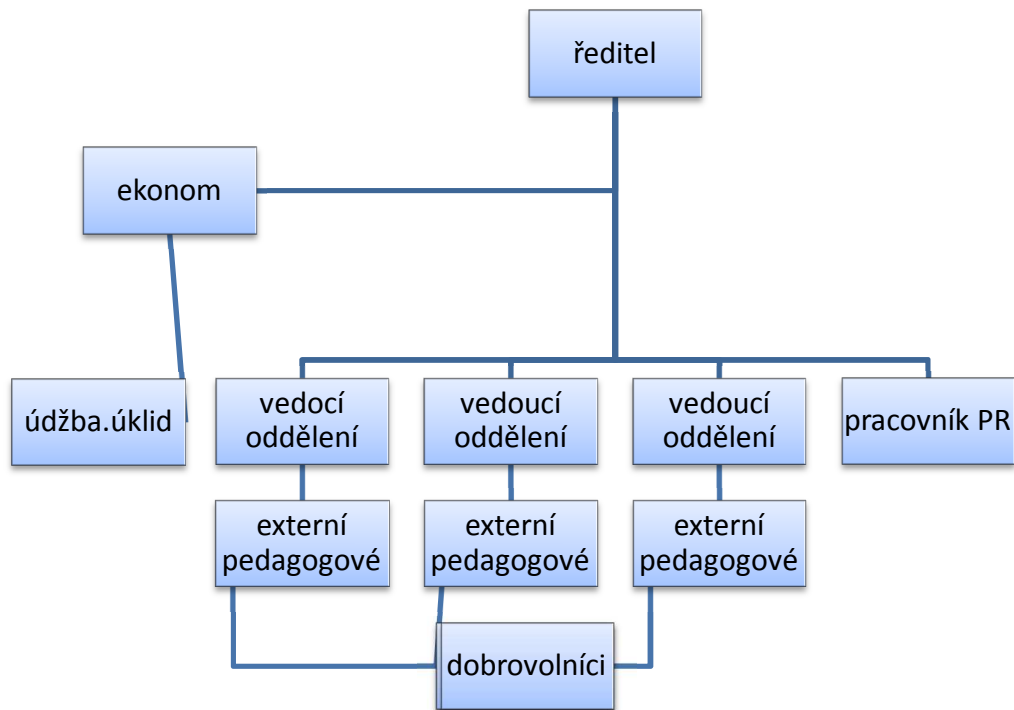 ředitel
ekonom
údžba.úklid
vedocí
oddělení
vedoucí
oddělení
vedoucí
oddělení
pracovník PR
externí
pedagogové
externí
pedagogové
externí
pedagogové
dobrovolníci